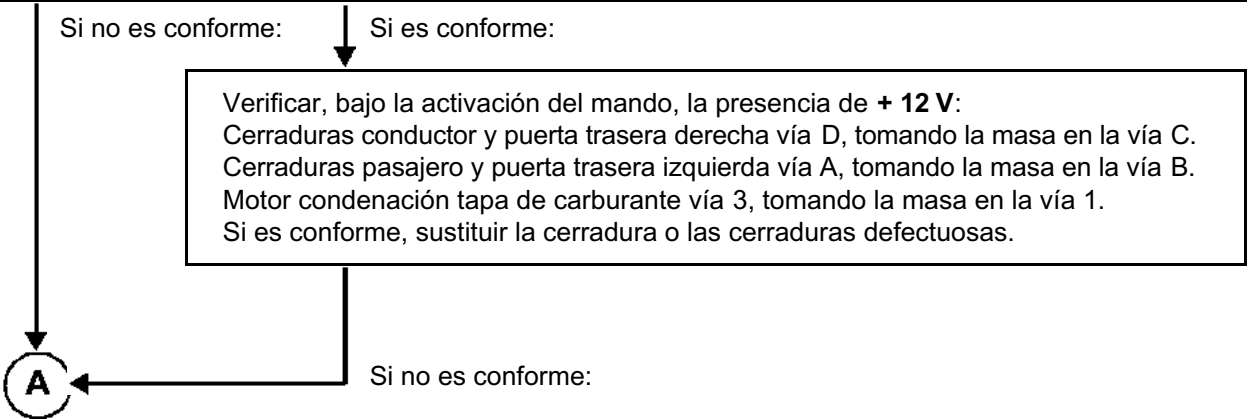 Si no es conforme:
Si es conforme:
Verificar, bajo la activación del mando, la presencia de + 12 V:
Cerraduras conductor y puerta trasera derecha vía D, tomando la masa en la vía C.
Cerraduras pasajero y puerta trasera izquierda vía A, tomando la masa en la vía B.
Motor condenación tapa de carburante vía 3, tomando la masa en la vía 1.
Si es conforme, sustituir la cerradura o las cerraduras defectuosas.
A
Si no es conforme: